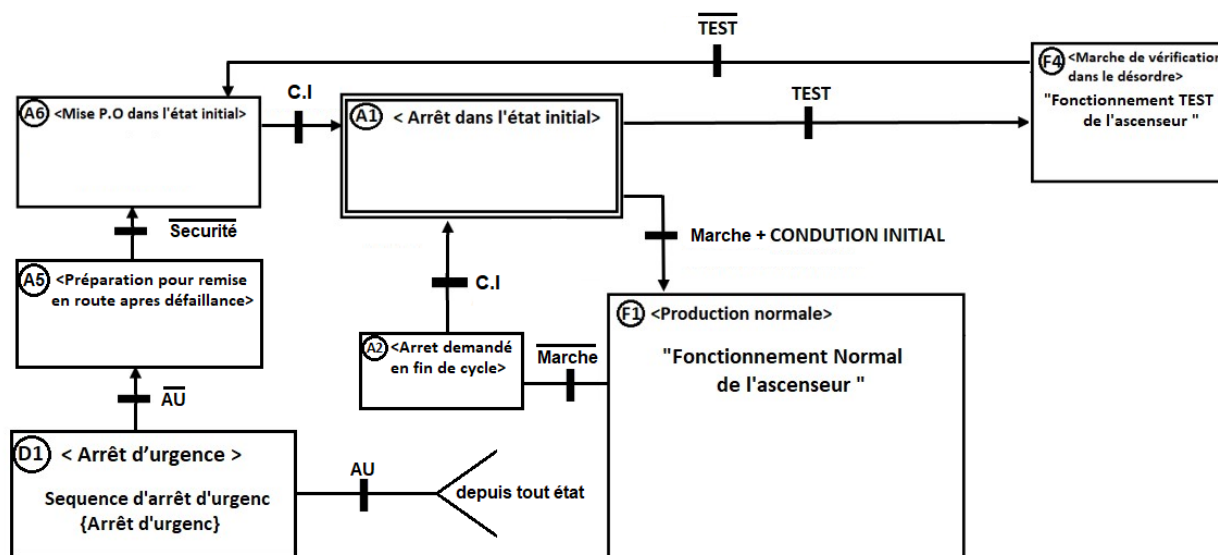 TEST
F4 <Marche de vérification
dans le désordre>
"Fonctionnement TEST
de l'ascenseur "
C.I
TEST
A6 <Mise P.O dans l'état initial>
A1 < Arrêt dans l'état initial>
Securité
Marche + CONDUTION INITIAL
A5 <Préparation pour remise
en route apres défaillance>
C.I
F1 <Production normale>
"Fonctionnement Normal
de l'ascenseur "
A2 <Arret demandé
en fin de cycle>
Marche
AU
D1 < Arrêt d’urgence >
Sequence d'arrêt d'urgenc
{Arrêt d'urgenc}
AU
depuis tout état